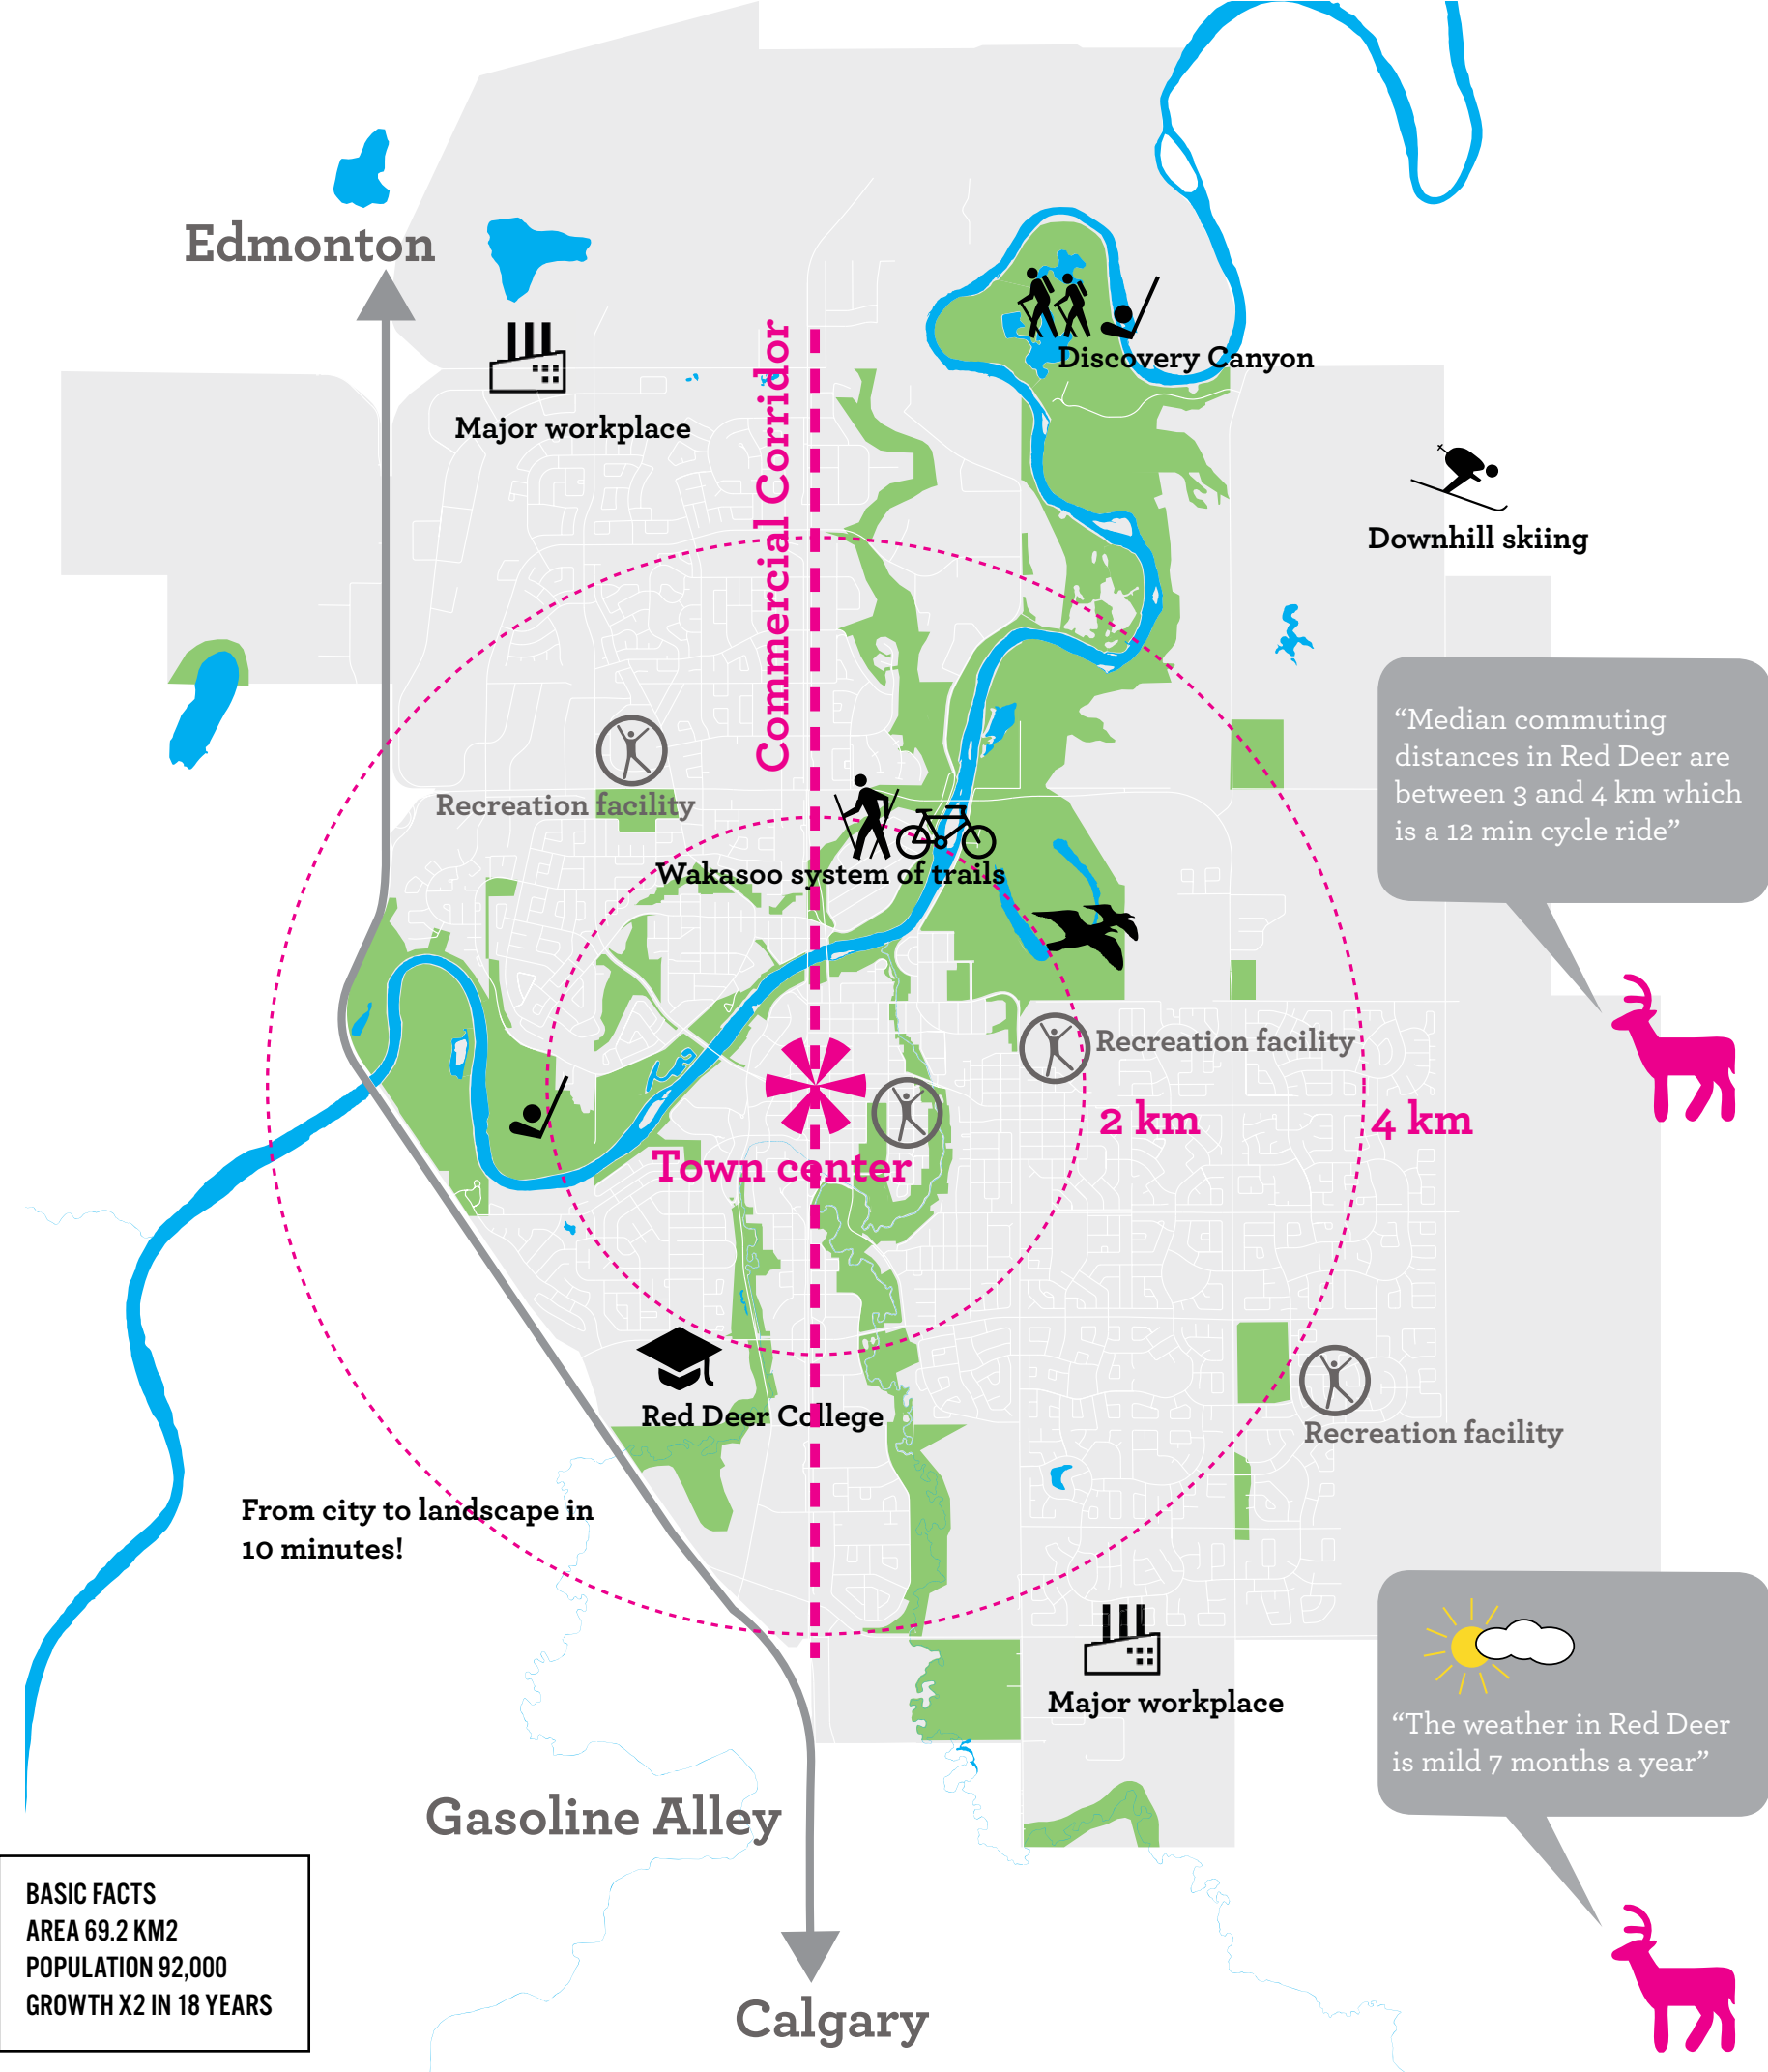 Edmonton
Commercial Corridor
Discovery Canyon
Major workplace
Downhill skiing
“Median commuting
distances in Red Deer are
between 3 and 4 km which
is a 12 min cycle ride”
Recreation facility
Wakasoo system of trails
Recreation facility
2 km
4 km
Town center
Red Deer College
Recreation facility
From city to landscape in
10 minutes!
Major workplace
“The weather in Red Deer
is mild 7 months a year”
Gasoline Alley
BASIC FACTS
AREA 69.2 KM2
POPULATION 92,000
GROWTH X2 IN 18 YEARS
Calgary